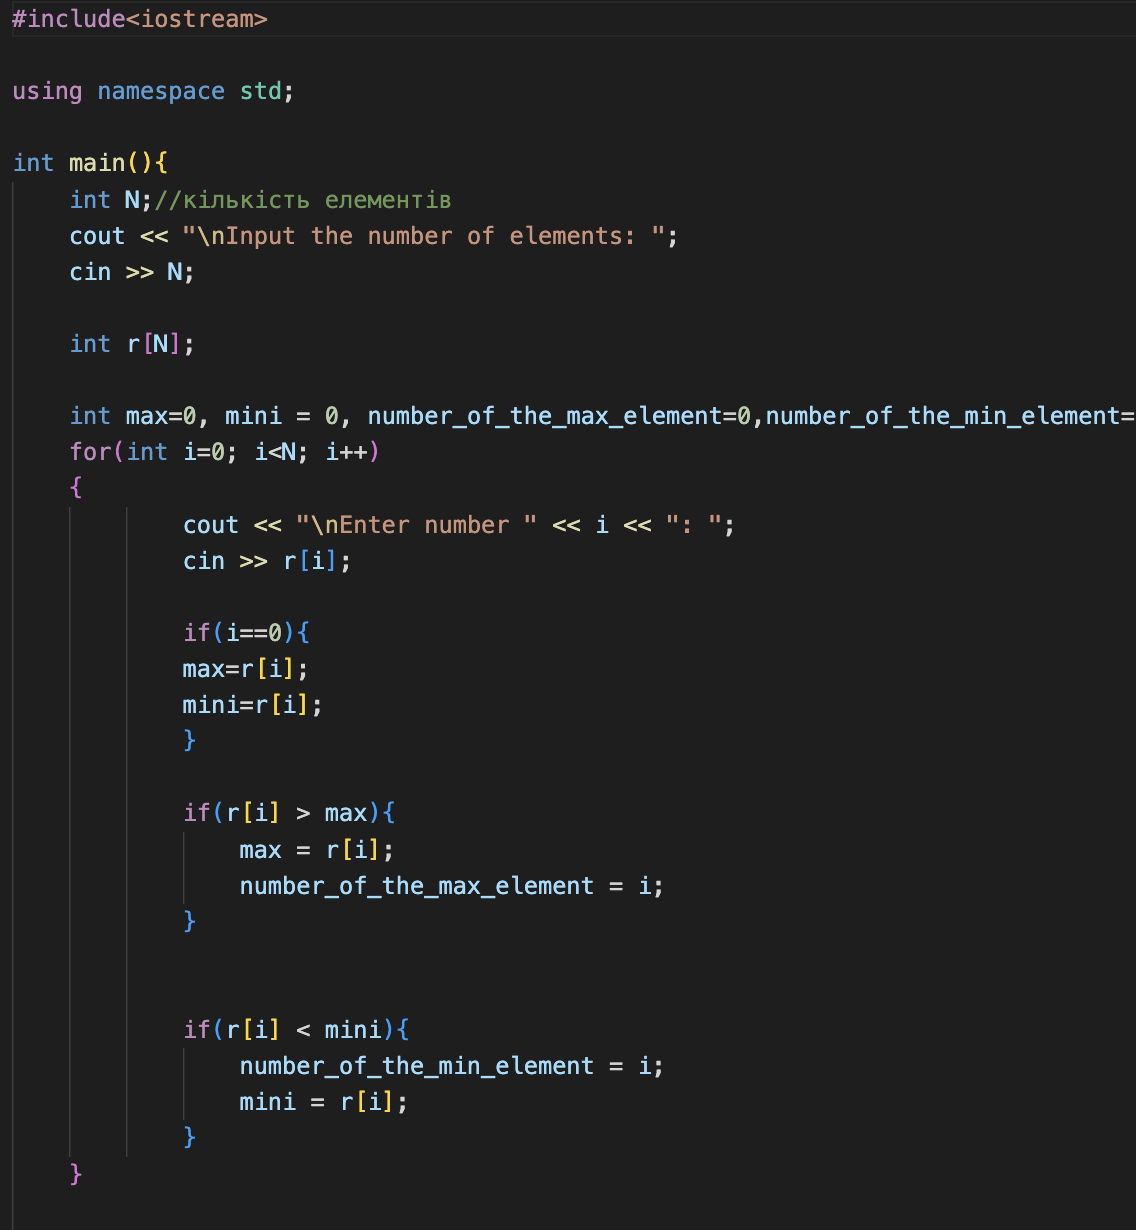 #include<iostream>
using namespace std;
int main(){
int N;//кількість елементів
cout << "\nInput the number of elements: ";
cin >> N;
int r[N];
int max=0, mini = 0, number_of_the_max_element=0,number_of_the_min_element=
for(int i=0; i<N; i++)
{
cout << "\nEnter number " << i << ": ";
cin >> r[i];
if(i==0){
max=r[i];
mini=r[i];
}
if(r[i] > max){
max = r[i];
number_of_the_max_element = i;
}
if(r[i] < mini){
number_of_the_min_element = i;
mini = r[i];
}
}